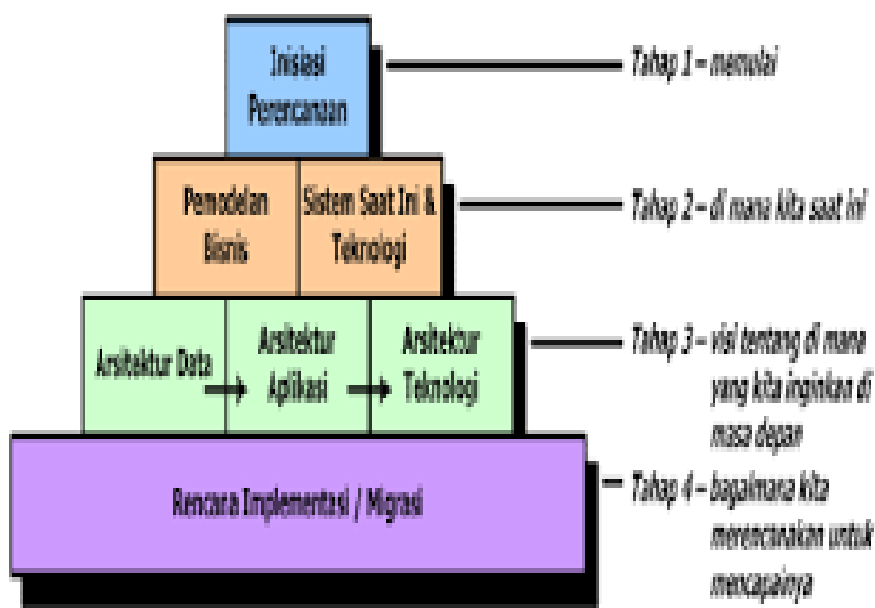 Inisiasi
Perencanaan
Tahap 1 – memulai
Pemodelan
Bisnis
Sistem Saat Ini &
Teknologi
Tahap 2 – di mana kita saat ini
Arsitektur Data
Arsitektur
Aplikasi
Arsitektur
Teknologi
Tahap 3 – visi tentang di mana
yang kita inginkan di
masa depan
Rencana Implementasi / Migrasi
Tahap 4 – bagaimana kita
merencanakan untuk
mencapainya